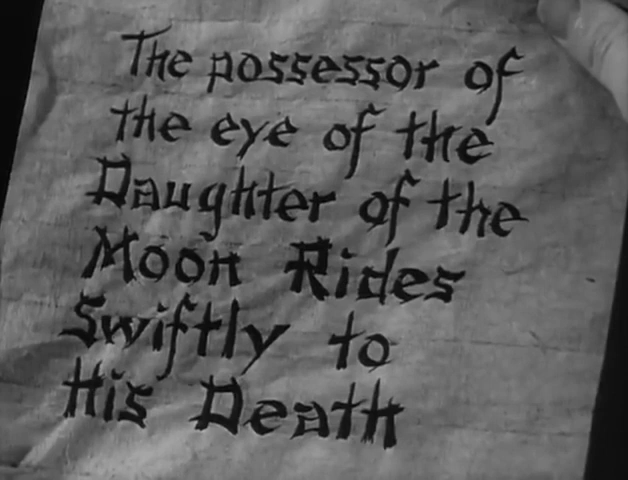 The possessor of
the eye of the
Daughter of the
Moon Rides
Swiftly to
His Death